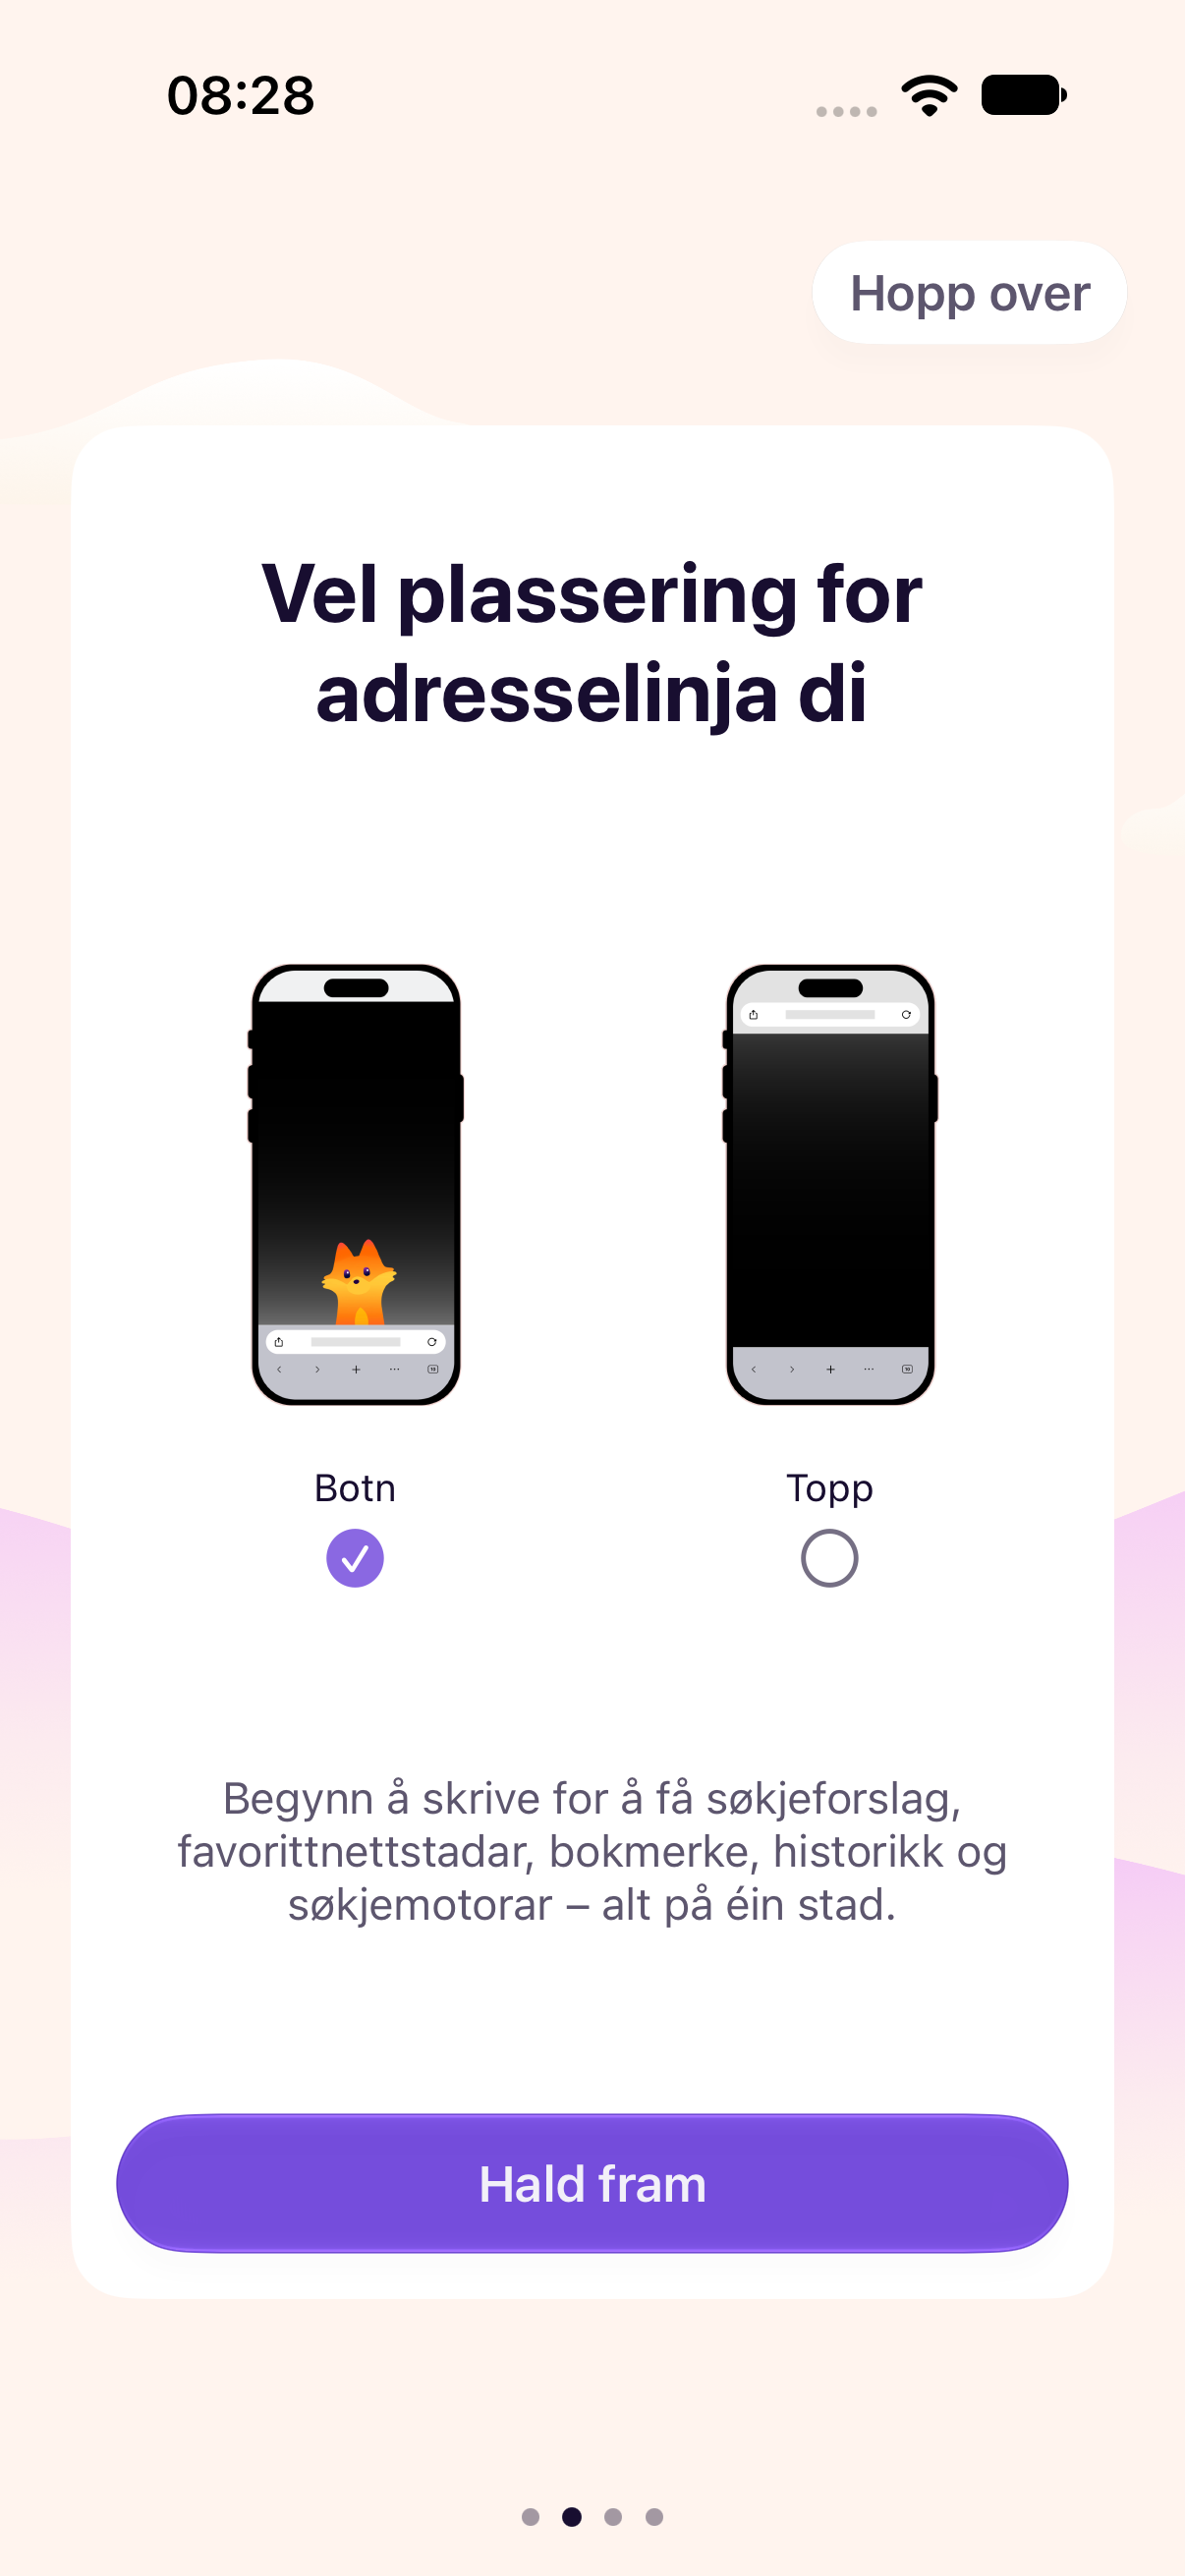 08:28
Hopp over
Vel plassering for
adresselinja di
Botn
Topp
Begynn å skrive for å få søkjeforslag,
favorittnettstadar, bokmerke, historikk og
søkjemotorar – alt på éin stad.
Hald fram